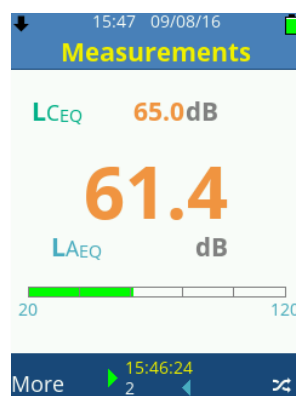 15:47 09/08/16
Measurements
LCEQ 65.0dB
61.4
LAEQ dB
20 120
15:46:24
More 2